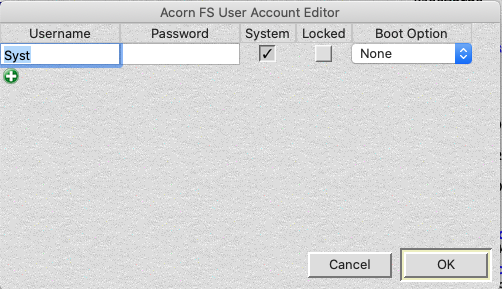 Acorn FS User Account Editor
Username Password System Locked Boot Option
Syst None
Cancel OK